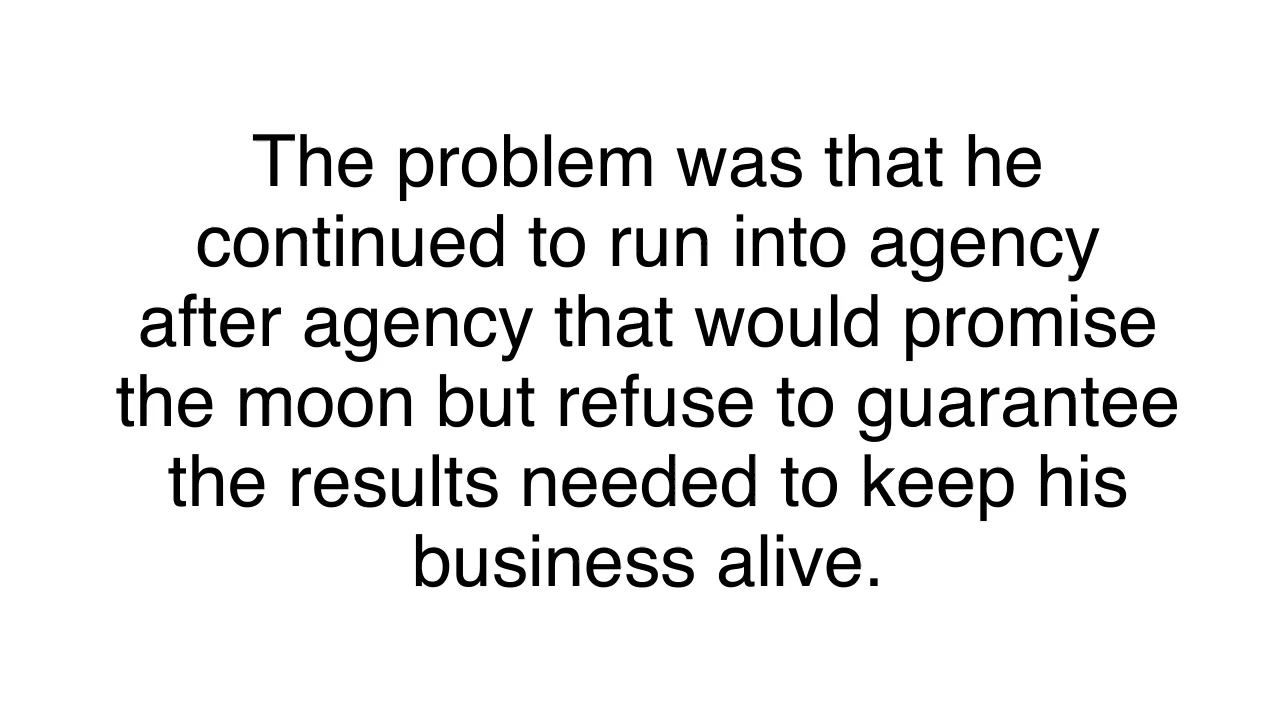 The problem was that he
continued to run into agency
after agency that would promise
the moon but refuse to guarantee
the results needed to keep his
business alive.